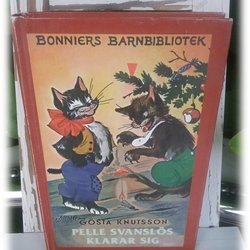 BONNIERS BARNBIBLIOTEK
GÖSTA KNUTSSON
PELLE SVANSLÖS
KLARAR SIG